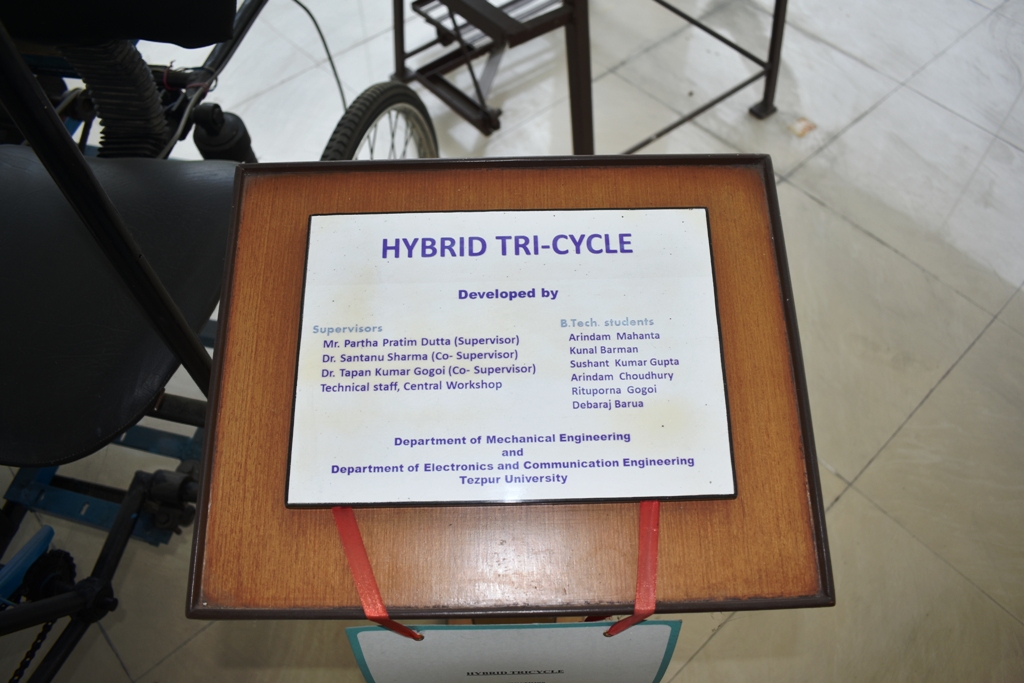 HYBRID TRI-CYCLE
Developed by
Supervisors
Mr. Partha Pratim Dutta (Supervisor)
Dr. Santanu Sharma (Co- Supervisor)
Dr. Tapan Kumar Gogoi (Co- Supervisor)
Technical staff, Central Workshop
B.Tech. students
Arindam Mahanta
Kunal Barman
Sushant Kumar Gupta
Arindam Choudhury
Rituporna Gogoi
Debaraj Barua
Department of Mechanical Engineering
and
Department of Electronics and Communication Engineering
Tezpur University
HYBRID TRICYCLE